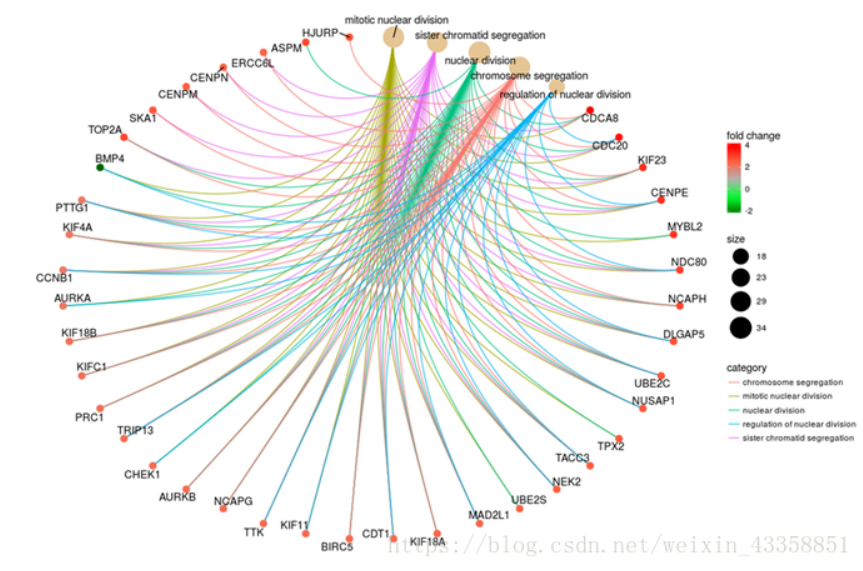 mitotic nuclear division
HJURP
sister chromatid segregation
ASPM
nuclear division
ERCC6L
chromosome segregation
CENPN
regulation of nuclear division
CENPM
SKA1
CDCA8
TOP2A
CDC20
BMP4
KIF23
PTTG1
CENPE
KIF4A
MYBL2
CCNB1
NDC80
AURKA
NCAPH
KIF18B
DLGAP5
KIFC1
UBE2C
PRC1
NUSAP1
TRIP13
TPX2
CHEK1
TACC3
AURKB
NEK2
NCAPG
UBE2S
TTK
MAD2L1
KIF11
KIF18A
BIRC5
CDT1
fold change
4
2
0
-2
size
18
23
29
34
category
chromosome segregation
mitotic nuclear division
nuclear division
regulation of nuclear division
sister chromatid segregation
https://blog.csdn.net/weixin_43358851